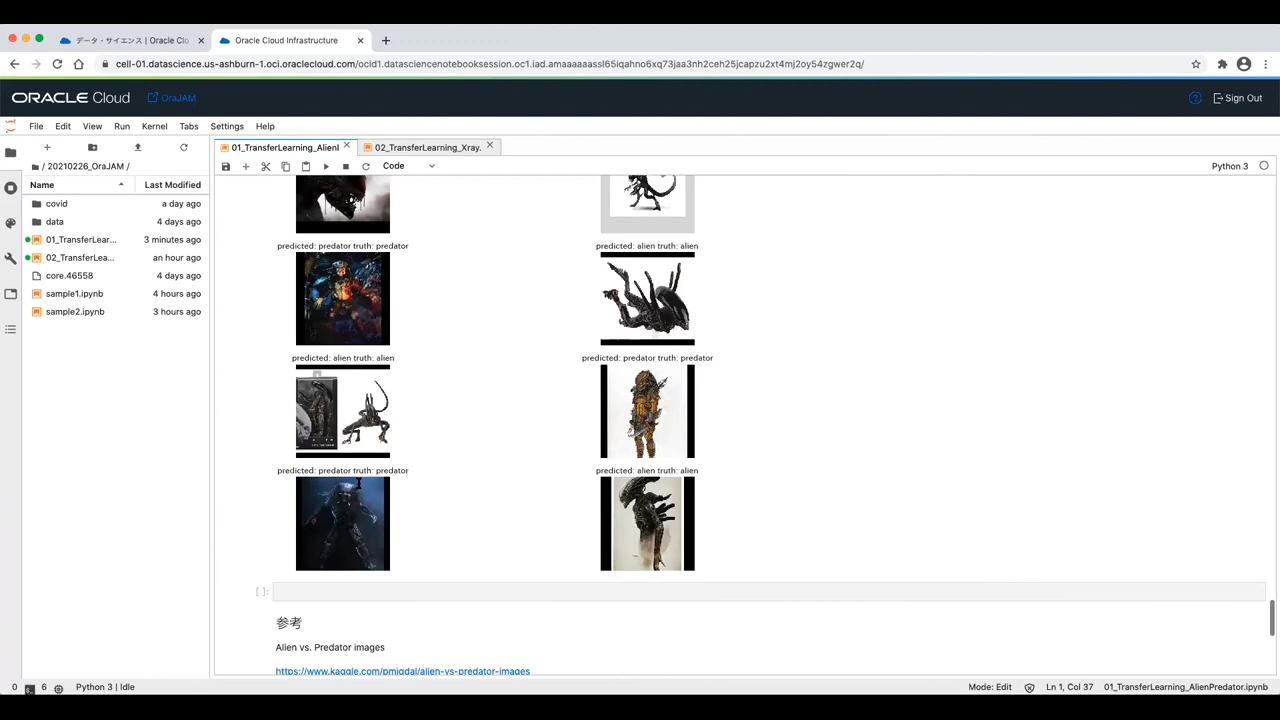 データ・サイエンス | Oracle Clo
Oracle Cloud Infrastructure
cell-01.datascience.us-ashburn-1.oci.oraclecloud.com/ocid1.datasciencenotebooksession.oc1.iad.amaaaaaassl65iqahno6xq73jaa3nh2ceh25jcapzu2xt4mj2oy54zgwer2q/
ORACLE Cloud
OraJAM
Sign Out
File Edit View Run Kernel Tabs Settings Help
01_TransferLearning_AlienI
02_TransferLearning_Xray.
/ 20210226_OraJAM /
Code
Python 3
Name Last Modified
covid a day ago
data 4 days ago
01_TransferLear... 3 minutes ago
02_TransferLea... an hour ago
core.46558 4 days ago
sample1.ipynb 4 hours ago
sample2.ipynb 3 hours ago
predicted: predator truth: predator
predicted: alien truth: alien
predicted: alien truth: alien
predicted: predator truth: predator
predicted: predator truth: predator
predicted: alien truth: alien
[ ]:
参考
Alien vs. Predator images
https://www.kaggle.com/pmigdal/alien-vs-predator-images
0 6 Python 3 | Idle
Mode: Edit Ln 1, Col 37 01_TransferLearning_AlienPredator.ipynb